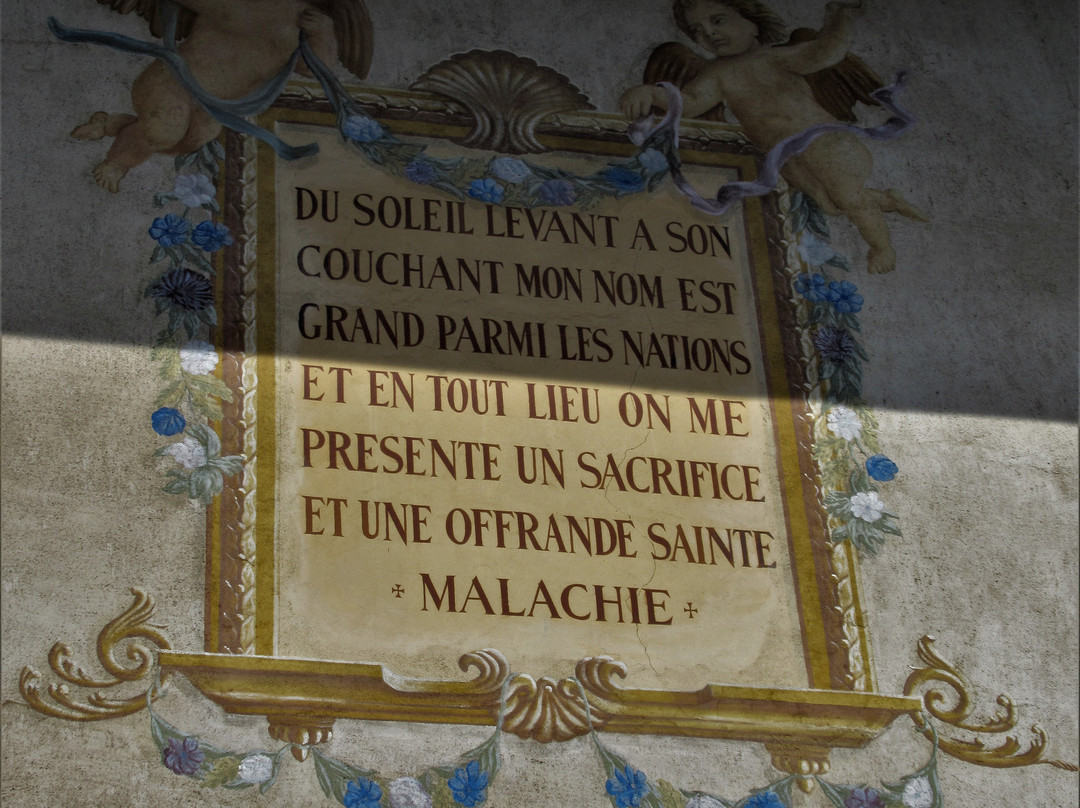 DU SOLEIL LEVANT A SON
COUCHANT MON NOM EST
GRAND PARMI LES NATIONS
ET EN TOUT LIEU ON ME
PRESENTE UN SACRIFICE
ET UNE OFFRANDE SAINTE
✠ MALACHIE ✠